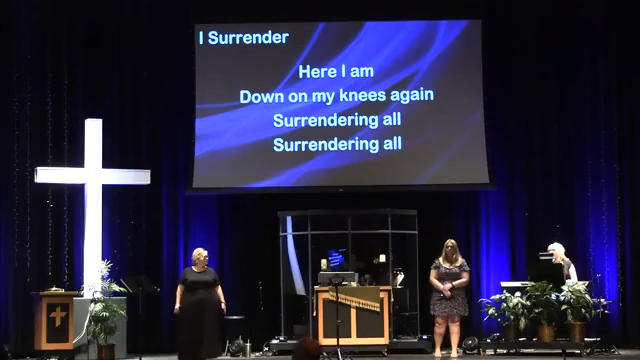 I Surrender
Here I am
Down on my knees again
Surrendering all
Surrendering all